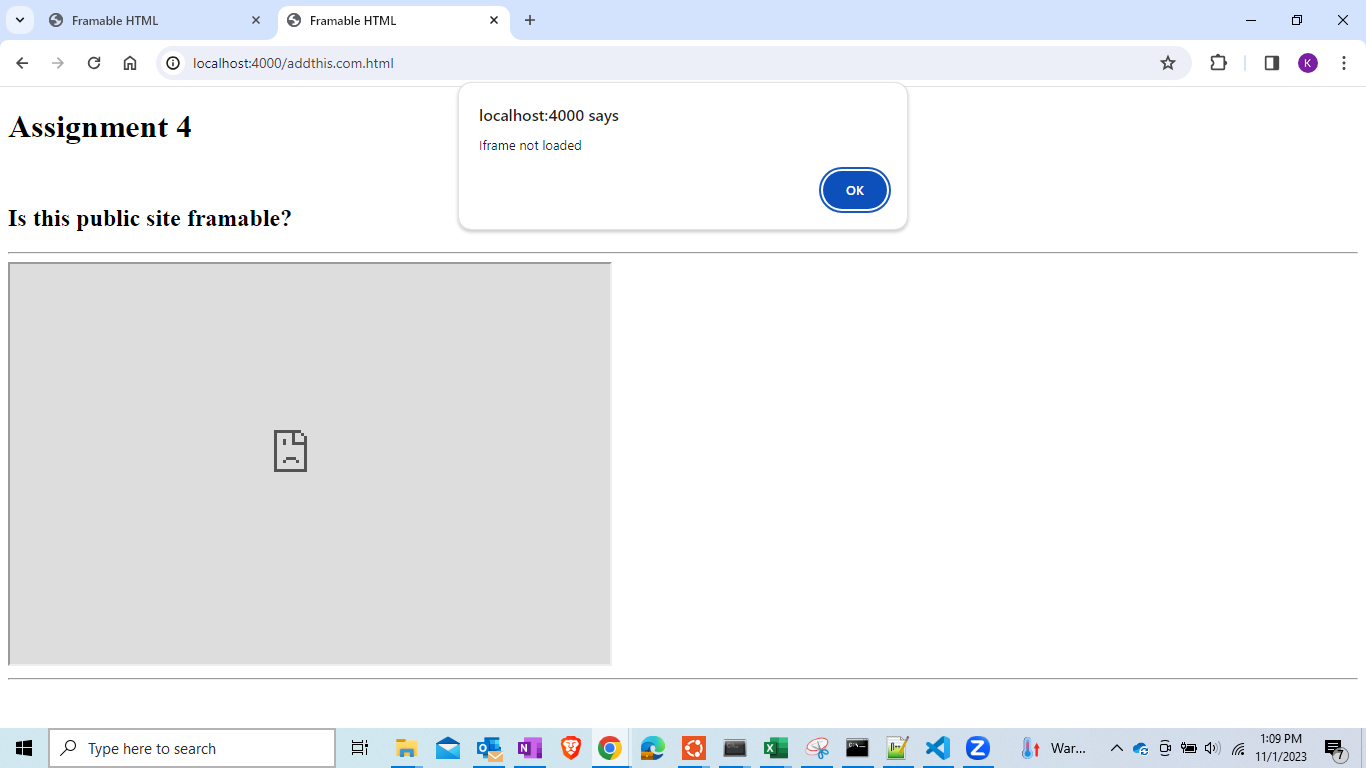 Framable HTML
Framable HTML
localhost:4000/addthis.com.html
K
localhost:4000 says
Iframe not loaded
OK
Assignment 4
Is this public site framable?
Type here to search
War...
1:09 PM
11/1/2023
7